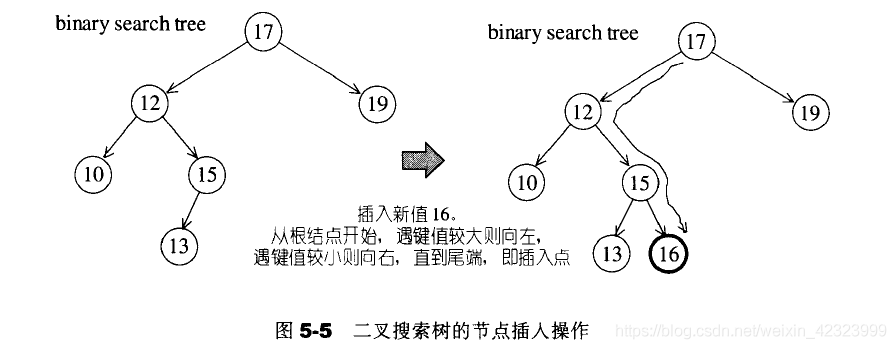 binary search tree
17
12
19
10
15
13
binary search tree
17
12
19
10
15
13
16
插入新值 16。
从根结点开始，遇键值较大则向左，
遇键值较小则向右，直到尾端，即插入点
图 5-5 二叉搜索树的节点插入操作
https://blog.csdn.net/weixin_42323999